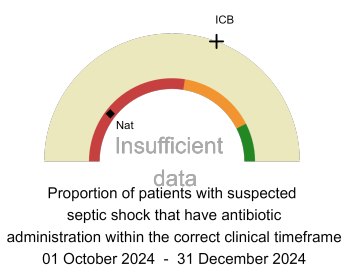 ICB
Nat
Insufficient
data
Proportion of patients with suspected
septic shock that have antibiotic
administration within the correct clinical timeframe
01 October 2024 - 31 December 2024